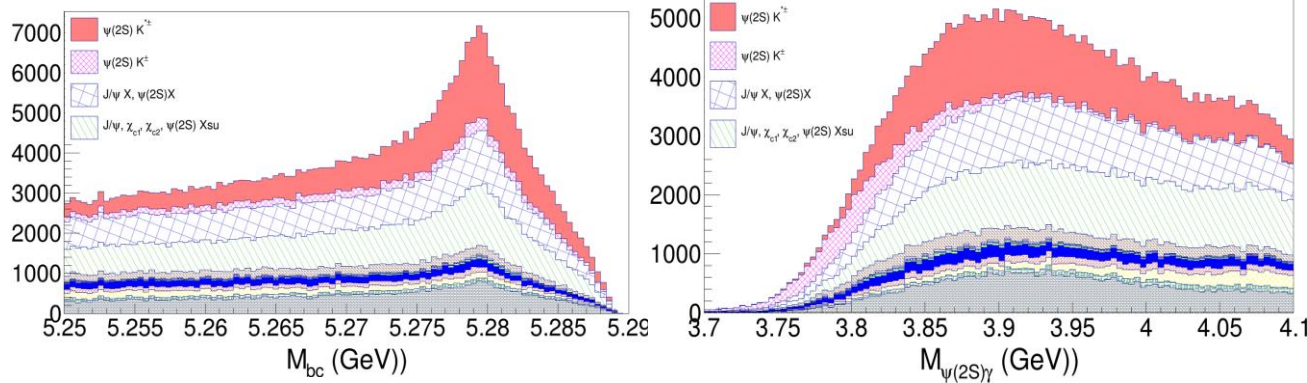 7000
6000
5000
4000
3000
2000
1000
0
ψ(2S) K*±
ψ(2S) K±
J/ψ X, ψ(2S)X
J/ψ, χc1, χc2, ψ(2S) Xsu
5.25 5.255 5.26 5.265 5.27 5.275 5.28 5.285 5.29
Mbc (GeV))
5000
4000
3000
2000
1000
0
ψ(2S) K*±
ψ(2S) K±
J/ψ X, ψ(2S)X
J/ψ, χc1, χc2, ψ(2S) Xsu
3.7 3.75 3.8 3.85 3.9 3.95 4 4.05 4.1
Mψ(2S)γ (GeV))